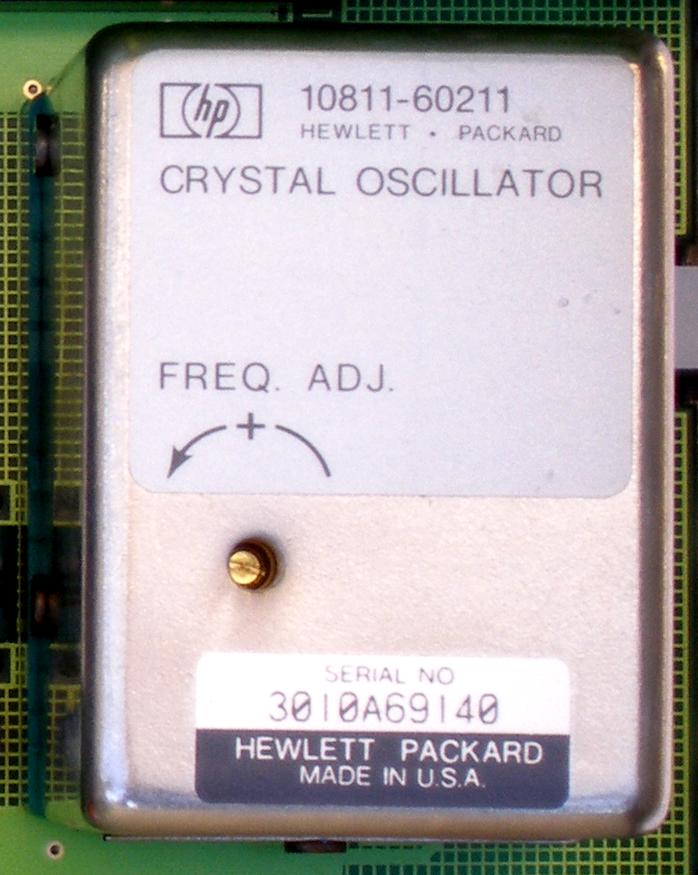 hp 10811-60211
HEWLETT • PACKARD
CRYSTAL OSCILLATOR
FREQ. ADJ.
+
SERIAL NO
3010A69140
HEWLETT PACKARD
MADE IN U.S.A.